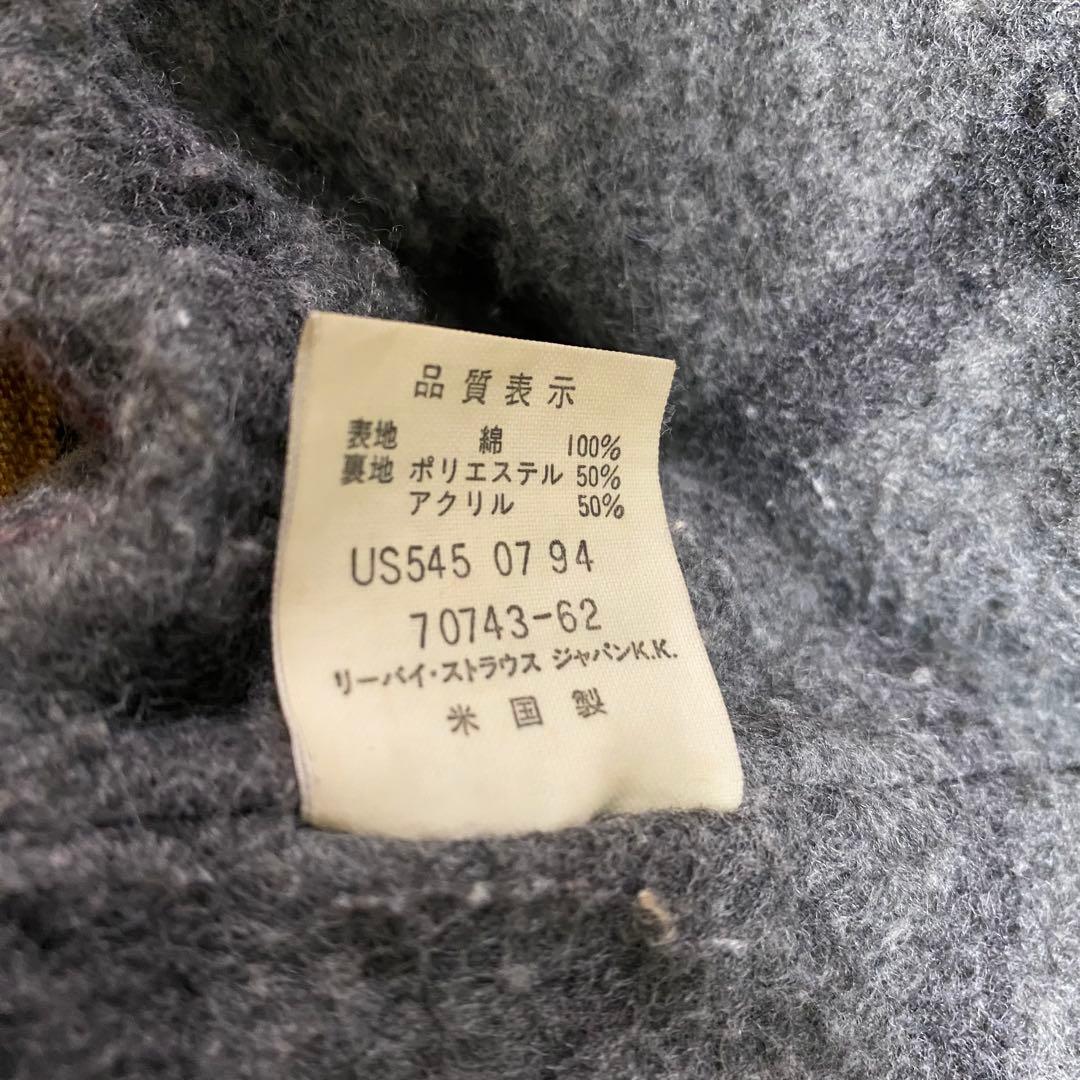 品質表示
表地 綿 100%
裏地 ポリエステル 50%
アクリル 50%
US545 07 94
70743-62
リーバイ・ストラウス ジャパンK.K.
米国製